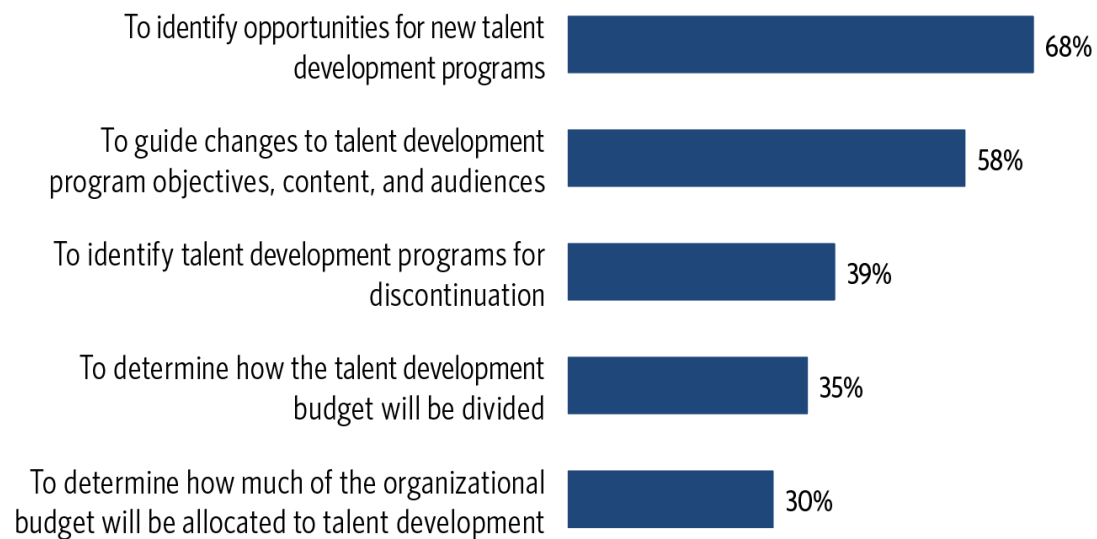 To identify opportunities for new talent
development programs
68%
To guide changes to talent development
program objectives, content, and audiences
58%
To identify talent development programs for
discontinuation
39%
To determine how the talent development
budget will be divided
35%
To determine how much of the organizational
budget will be allocated to talent development
30%